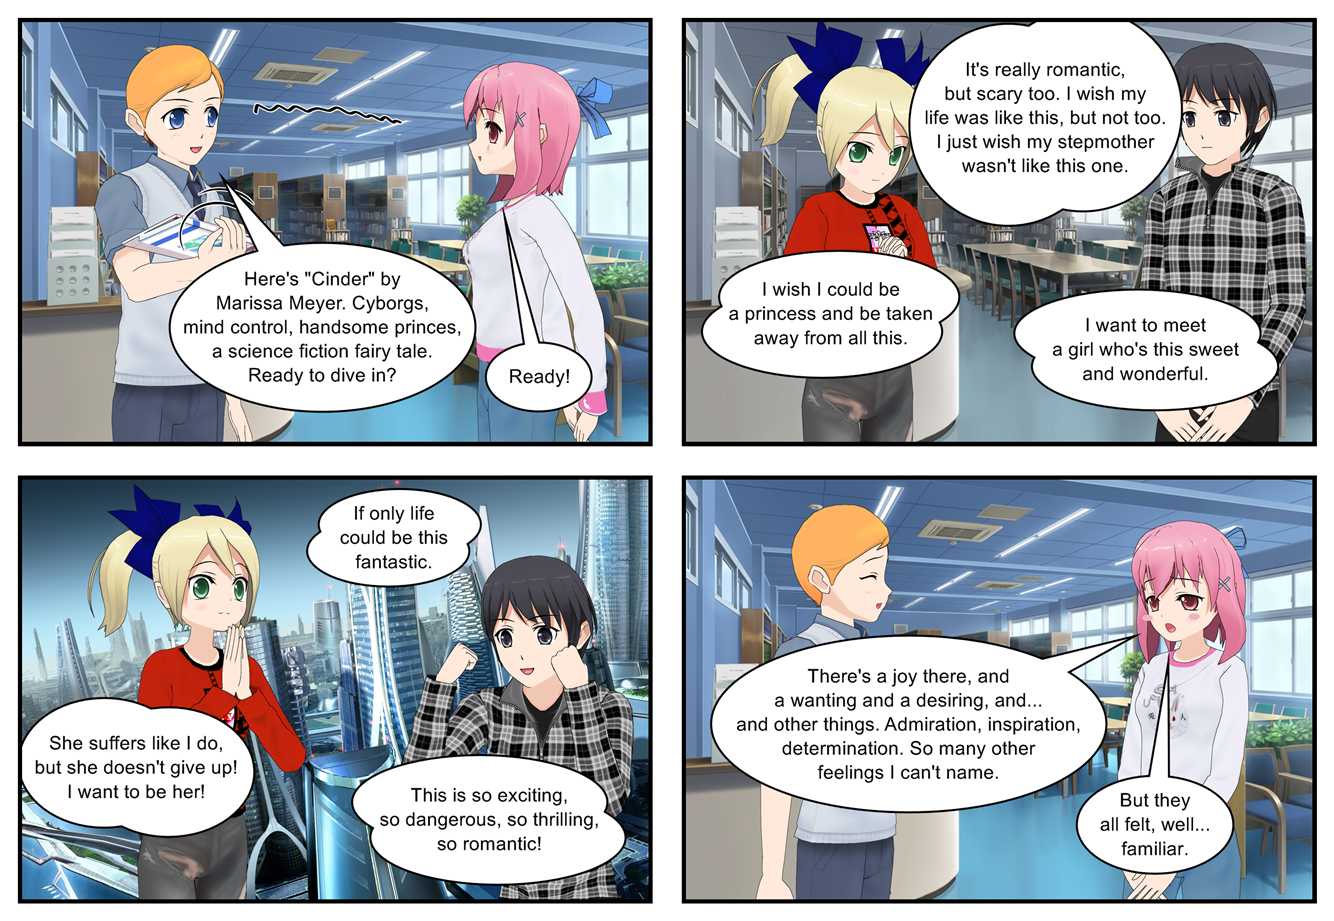 Here's "Cinder" by
Marissa Meyer. Cyborgs,
mind control, handsome princes,
a science fiction fairy tale.
Ready to dive in?
Ready!
It's really romantic,
but scary too. I wish my
life was like this, but not too.
I just wish my stepmother
wasn't like this one.
I wish I could be
a princess and be taken
away from all this.
I want to meet
a girl who's this sweet
and wonderful.
If only life
could be this
fantastic.
She suffers like I do,
but she doesn't give up!
I want to be her!
This is so exciting,
so dangerous, so thrilling,
so romantic!
There's a joy there, and
a wanting and a desiring, and...
and other things. Admiration, inspiration,
determination. So many other
feelings I can't name.
But they
all felt, well...
familiar.